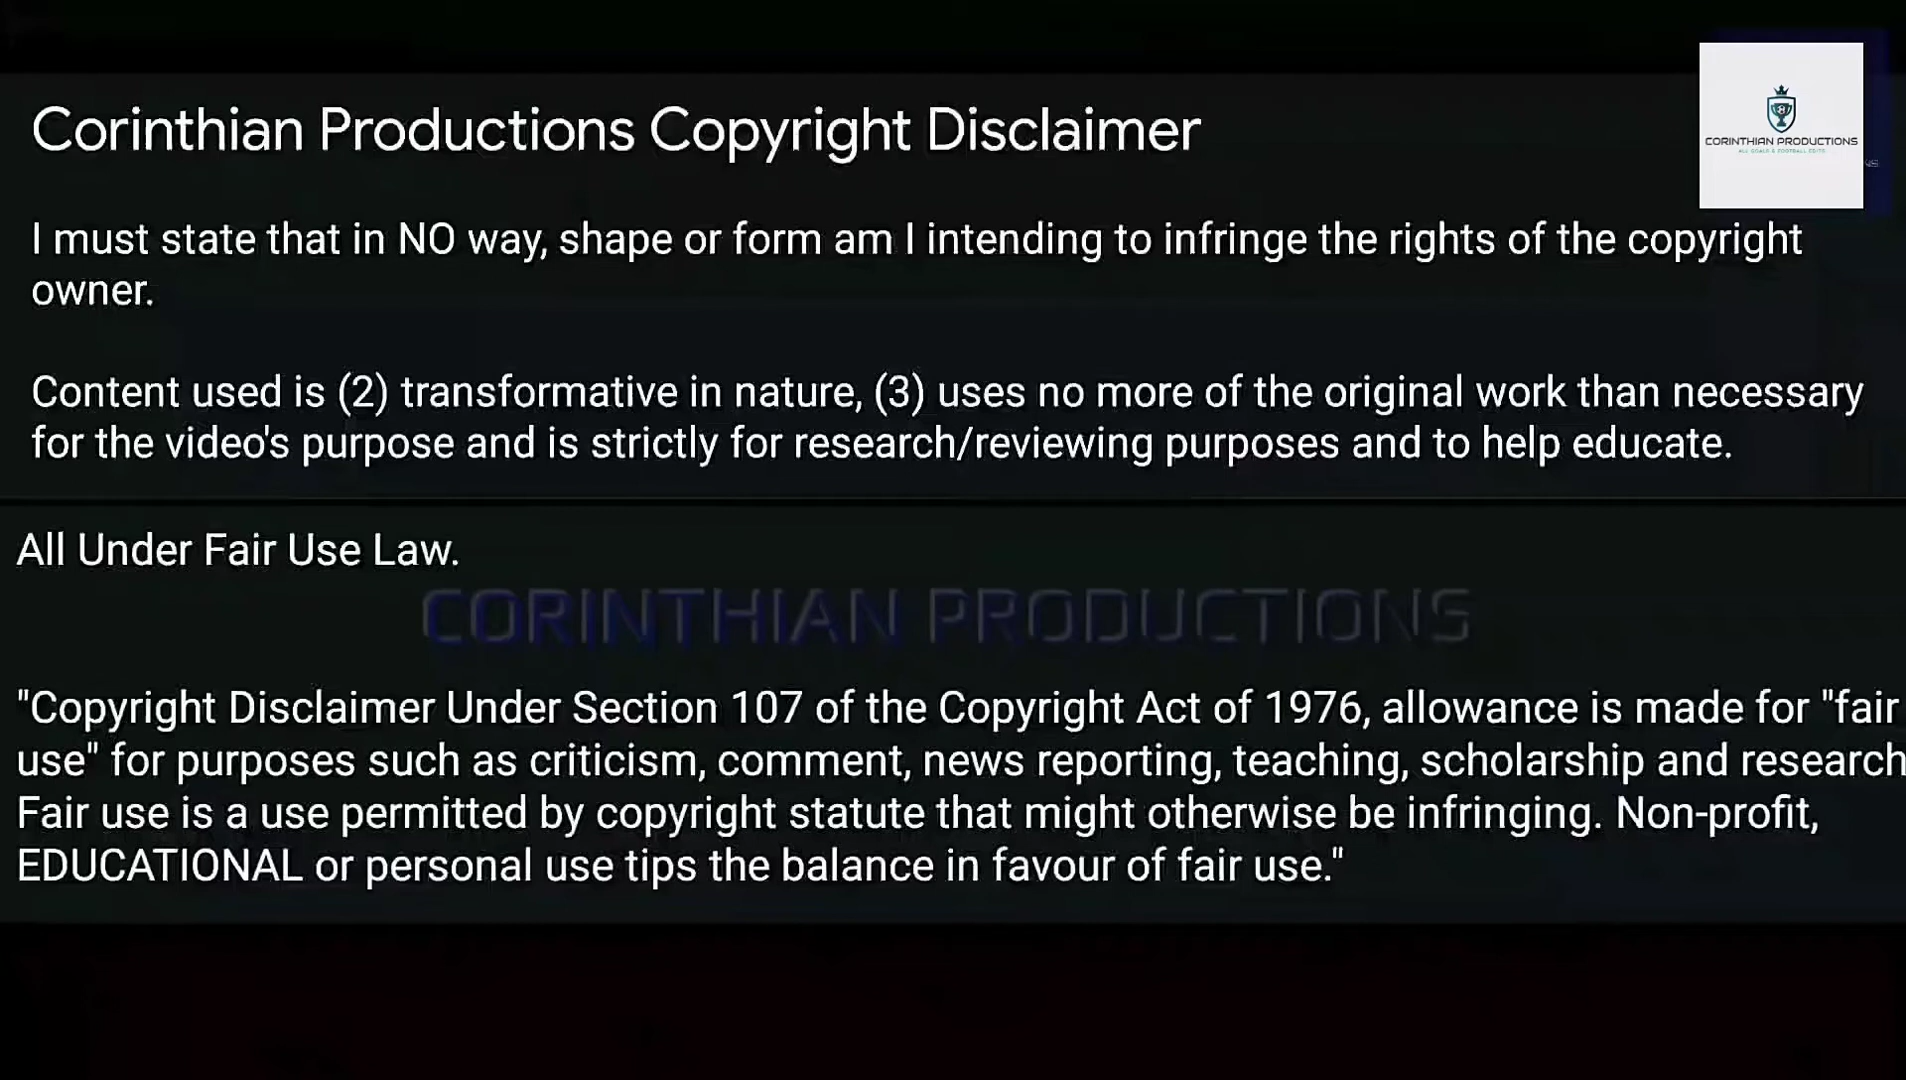 Corinthian Productions Copyright Disclaimer
CORINTHIAN PRODUCTIONS
ALL GOALS & FOOTBALL EDITS
I must state that in NO way, shape or form am I intending to infringe the rights of the copyright
owner.
Content used is (2) transformative in nature, (3) uses no more of the original work than necessary
for the video's purpose and is strictly for research/reviewing purposes and to help educate.
All Under Fair Use Law.
CORINTHIAN PRODUCTIONS
"Copyright Disclaimer Under Section 107 of the Copyright Act of 1976, allowance is made for "fair
use" for purposes such as criticism, comment, news reporting, teaching, scholarship and research
Fair use is a use permitted by copyright statute that might otherwise be infringing. Non-profit,
EDUCATIONAL or personal use tips the balance in favour of fair use."